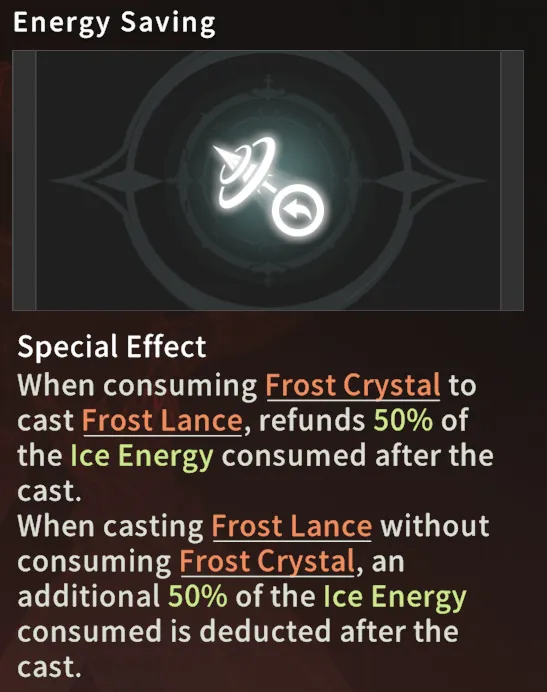 Energy Saving
Special Effect
When consuming Frost Crystal to
cast Frost Lance, refunds 50% of
the Ice Energy consumed after the
cast.
When casting Frost Lance without
consuming Frost Crystal, an
additional 50% of the Ice Energy
consumed is deducted after the
cast.